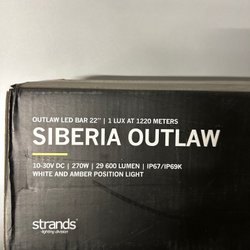 OUTLAW LED BAR 22" | 1 LUX AT 1220 METERS
SIBERIA OUTLAW
10-30V DC | 270W | 29 600 LUMEN | IP67/IP69K
WHITE AND AMBER POSITION LIGHT
strands
lighting division